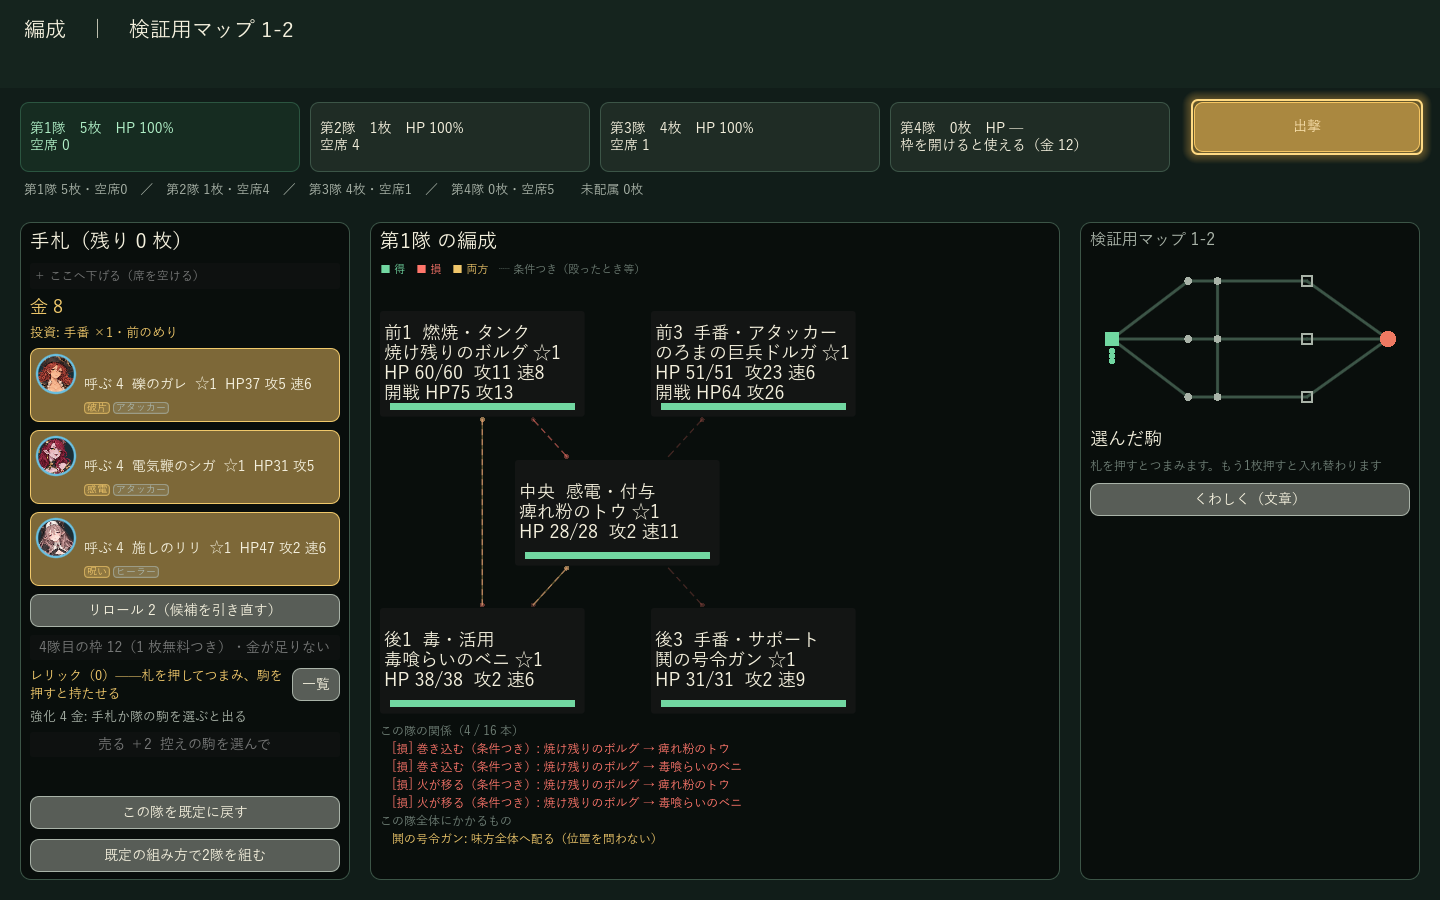 編成 ｜ 検証用マップ 1-2
第1隊　5枚　HP 100%
空席 0
第2隊　1枚　HP 100%
空席 4
第3隊　4枚　HP 100%
空席 1
第4隊　0枚　HP —
枠を開けると使える（金 12）
出撃
第1隊 5枚・空席0　／　第2隊 1枚・空席4　／　第3隊 4枚・空席1　／　第4隊 0枚・空席5　　未配属 0枚
手札（残り 0 枚）
＋ ここへ下げる（席を空ける）
金 8
投資: 手番 ×1・前のめり
呼ぶ 4 礫のガレ ☆1 HP37 攻5 速6
破片 アタッカー
呼ぶ 4 電気鞭のシガ ☆1 HP31 攻5
感電 アタッカー
呼ぶ 4 施しのリリ ☆1 HP47 攻2 速6
呪い ヒーラー
リロール 2（候補を引き直す）
4隊目の枠 12（1 枚無料つき）・金が足りない
レリック（0）――札を押してつまみ、駒を
押すと持たせる
一覧
強化 4 金: 手札か隊の駒を選ぶと出る
売る ＋2 控えの駒を選んで
この隊を既定に戻す
既定の組み方で2隊を組む
第1隊 の編成
■ 得 ■ 損 ■ 両方 ┈ 条件つき（殴ったとき等）
前1 燃焼・タンク
焼け残りのボルグ ☆1
HP 60/60 攻11 速8
開戦 HP75 攻13
前3 手番・アタッカー
のろまの巨兵ドルガ ☆1
HP 51/51 攻23 速6
開戦 HP64 攻26
中央 感電・付与
痺れ粉のトウ ☆1
HP 28/28 攻2 速11
後1 毒・活用
毒喰らいのベニ ☆1
HP 38/38 攻2 速6
後3 手番・サポート
鬨の号令ガン ☆1
HP 31/31 攻2 速9
この隊の関係（4 / 16 本）
[損] 巻き込む（条件つき）: 焼け残りのボルグ → 痺れ粉のトウ
[損] 巻き込む（条件つき）: 焼け残りのボルグ → 毒喰らいのベニ
[損] 火が移る（条件つき）: 焼け残りのボルグ → 痺れ粉のトウ
[損] 火が移る（条件つき）: 焼け残りのボルグ → 毒喰らいのベニ
この隊全体にかかるもの
鬨の号令ガン: 味方全体へ配る（位置を問わない）
検証用マップ 1-2
選んだ駒
札を押すとつまみます。もう1枚押すと入れ替わります
くわしく（文章）